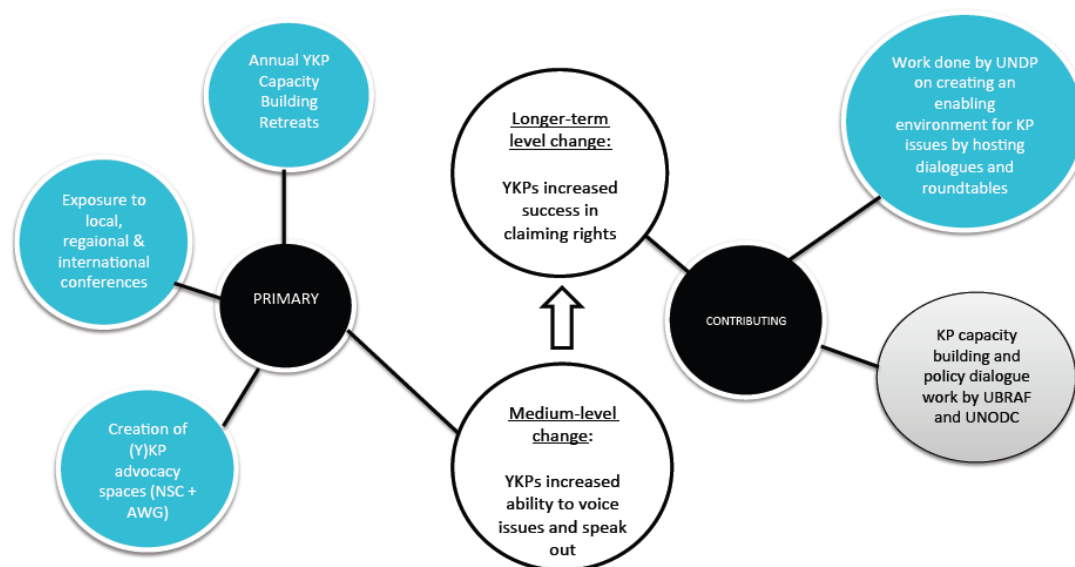 Annual YKP
Capacity
Building
Retreats
Exposure to
local,
regaional &
international
conferences
PRIMARY
Creation of
(Y)KP
advocacy
spaces (NSC +
AWG)
Longer-term
level change:
YKPs increased
success in
claiming rights
Medium-level
change:
YKPs increased
ability to voice
issues and speak
out
CONTRIBUTING
Work done by UNDP
on creating an
enabling
environment for KP
issues by hosting
dialogues and
roundtables
KP capacity
building and
policy dialogue
work by UBRAF
and UNODC